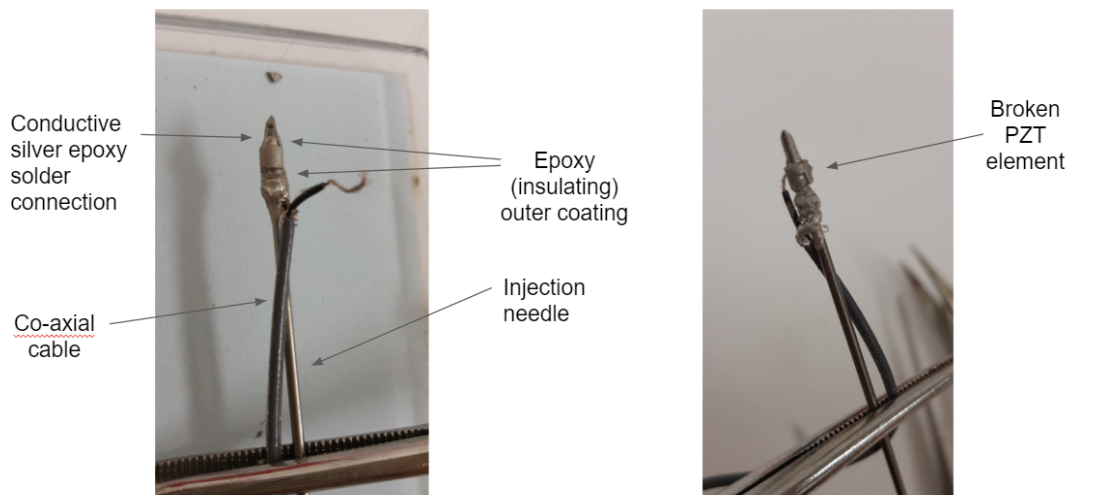 Conductive
silver epoxy
solder
connection
Epoxy
(insulating)
outer coating
Injection
needle
Co-axial
cable
Broken
PZT
element